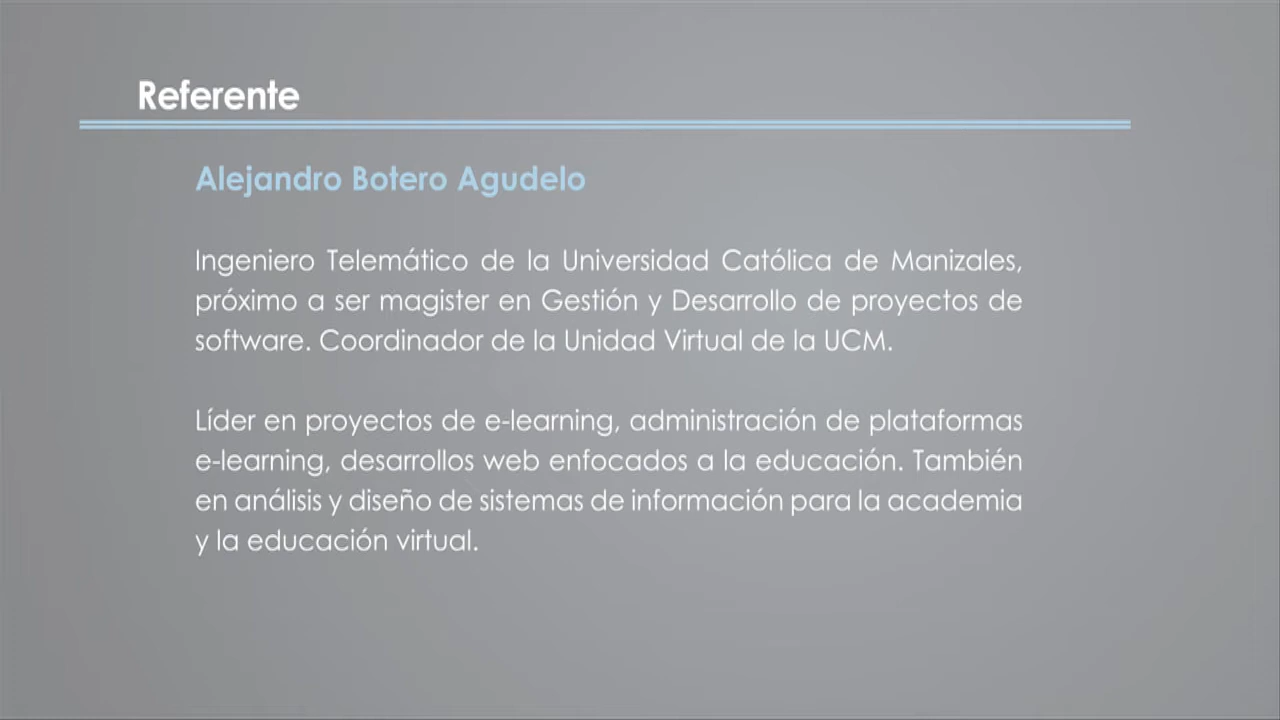 Referente
Alejandro Botero Agudelo
Ingeniero Telemático de la Universidad Católica de Manizales,
próximo a ser magister en Gestión y Desarrollo de proyectos de
software. Coordinador de la Unidad Virtual de la UCM.
Líder en proyectos de e-learning, administración de plataformas
e-learning, desarrollos web enfocados a la educación. También
en análisis y diseño de sistemas de información para la academia
y la educación virtual.